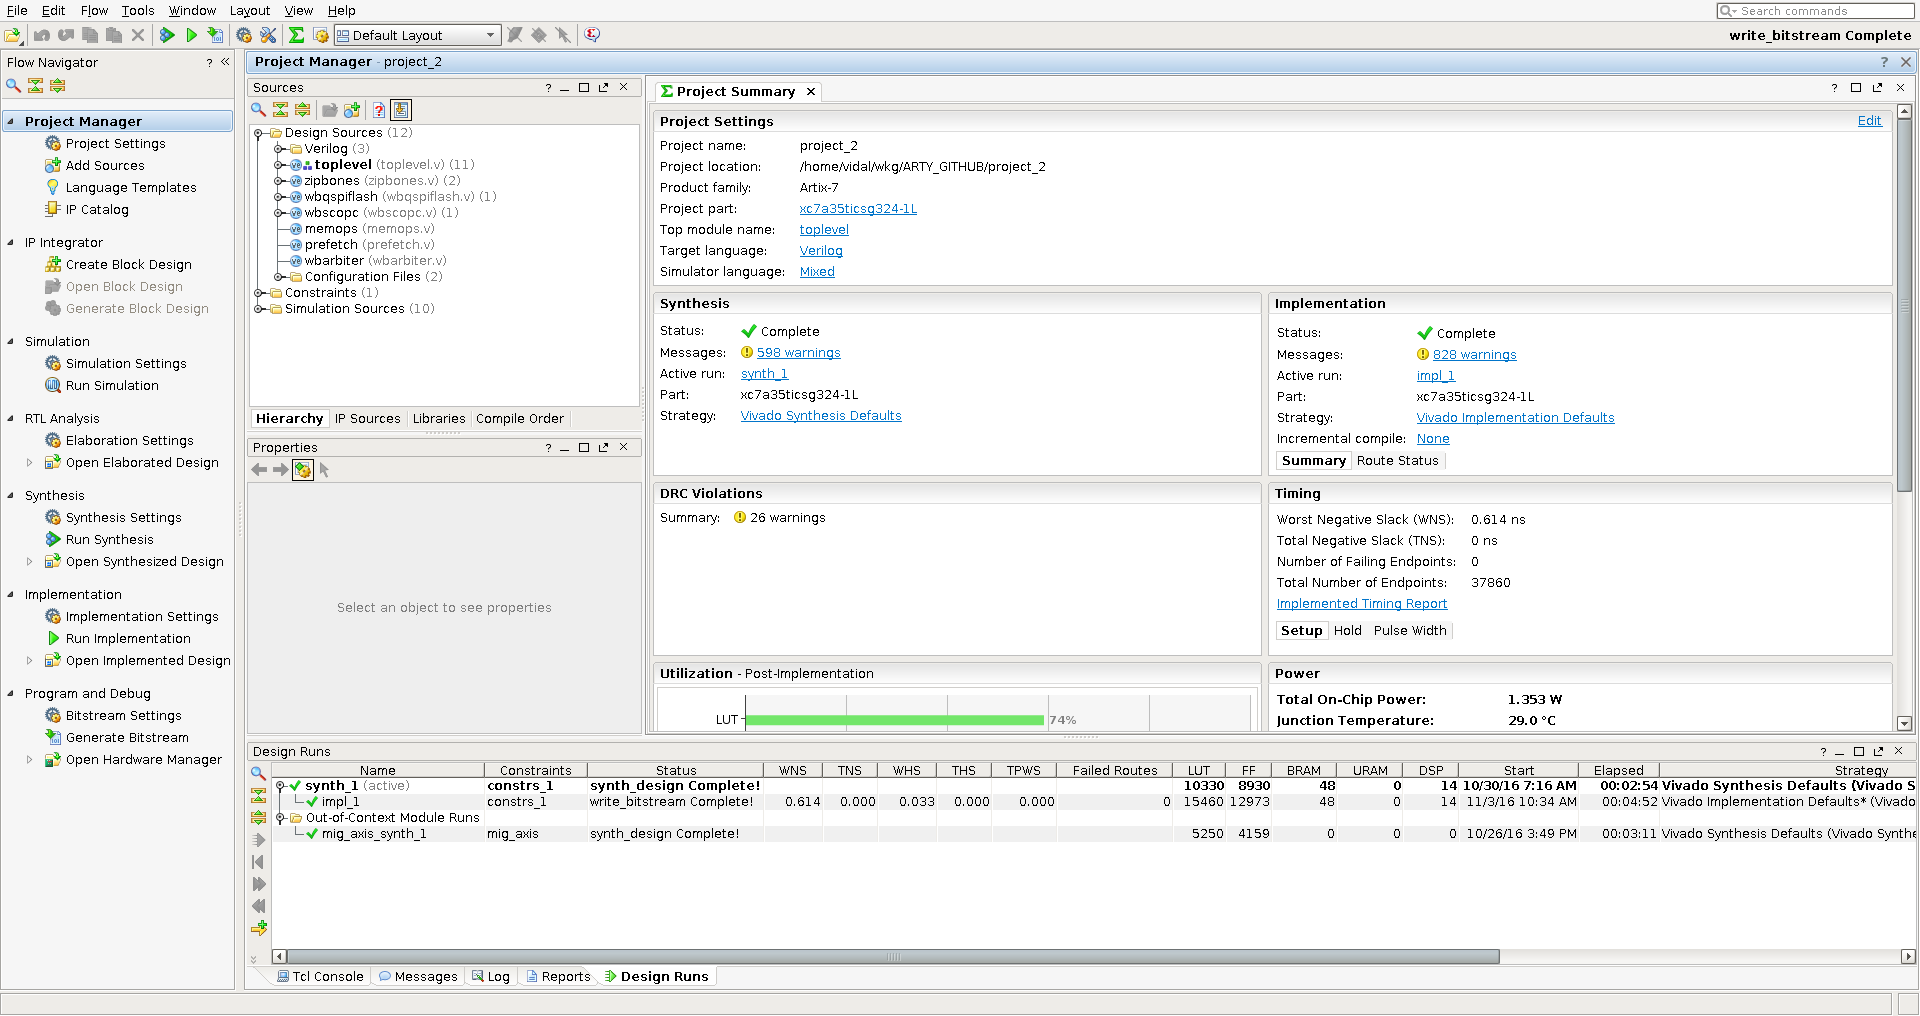 File Edit Flow Tools Window Layout View Help
Search commands
Default Layout
write_bitstream Complete
Flow Navigator ? «
Project Manager
Project Settings
Add Sources
Language Templates
IP Catalog
IP Integrator
Create Block Design
Open Block Design
Generate Block Design
Simulation
Simulation Settings
Run Simulation
RTL Analysis
Elaboration Settings
Open Elaborated Design
Synthesis
Synthesis Settings
Run Synthesis
Open Synthesized Design
Implementation
Implementation Settings
Run Implementation
Open Implemented Design
Program and Debug
Bitstream Settings
Generate Bitstream
Open Hardware Manager
Project Manager - project_2
Sources
Design Sources (12)
Verilog (3)
toplevel (toplevel.v) (11)
zipbones (zipbones.v) (2)
wbqspiflash (wbqspiflash.v) (1)
wbscopc (wbscopc.v) (1)
memops (memops.v)
prefetch (prefetch.v)
wbarbiter (wbarbiter.v)
Configuration Files (2)
Constraints (1)
Simulation Sources (10)
Hierarchy IP Sources Libraries Compile Order
Properties
Select an object to see properties
Project Summary
Project Settings Edit
Project name: project_2
Project location: /home/vidal/wkg/ARTY_GITHUB/project_2
Product family: Artix-7
Project part: xc7a35ticsg324-1L
Top module name: toplevel
Target language: Verilog
Simulator language: Mixed
Synthesis
Status: Complete
Messages: 598 warnings
Active run: synth_1
Part: xc7a35ticsg324-1L
Strategy: Vivado Synthesis Defaults
Implementation
Status: Complete
Messages: 828 warnings
Active run: impl_1
Part: xc7a35ticsg324-1L
Strategy: Vivado Implementation Defaults
Incremental compile: None
Summary Route Status
DRC Violations
Summary: 26 warnings
Timing
Worst Negative Slack (WNS): 0.614 ns
Total Negative Slack (TNS): 0 ns
Number of Failing Endpoints: 0
Total Number of Endpoints: 37860
Implemented Timing Report
Setup Hold Pulse Width
Utilization - Post-Implementation
LUT 74%
Power
Total On-Chip Power: 1.353 W
Junction Temperature: 29.0 °C
Design Runs
Name Constraints Status WNS TNS WHS THS TPWS Failed Routes LUT FF BRAM URAM DSP Start Elapsed Strategy
synth_1 (active) constrs_1 synth_design Complete! 10330 8930 48 0 14 10/30/16 7:16 AM 00:02:54 Vivado Synthesis Defaults (Vivado S
impl_1 constrs_1 write_bitstream Complete! 0.614 0.000 0.033 0.000 0.000 0 15460 12973 48 0 14 11/3/16 10:34 AM 00:04:52 Vivado Implementation Defaults* (Vivado
Out-of-Context Module Runs
mig_axis_synth_1 mig_axis synth_design Complete! 5250 4159 0 0 0 10/26/16 3:49 PM 00:03:11 Vivado Synthesis Defaults (Vivado Synthe
Tcl Console Messages Log Reports Design Runs